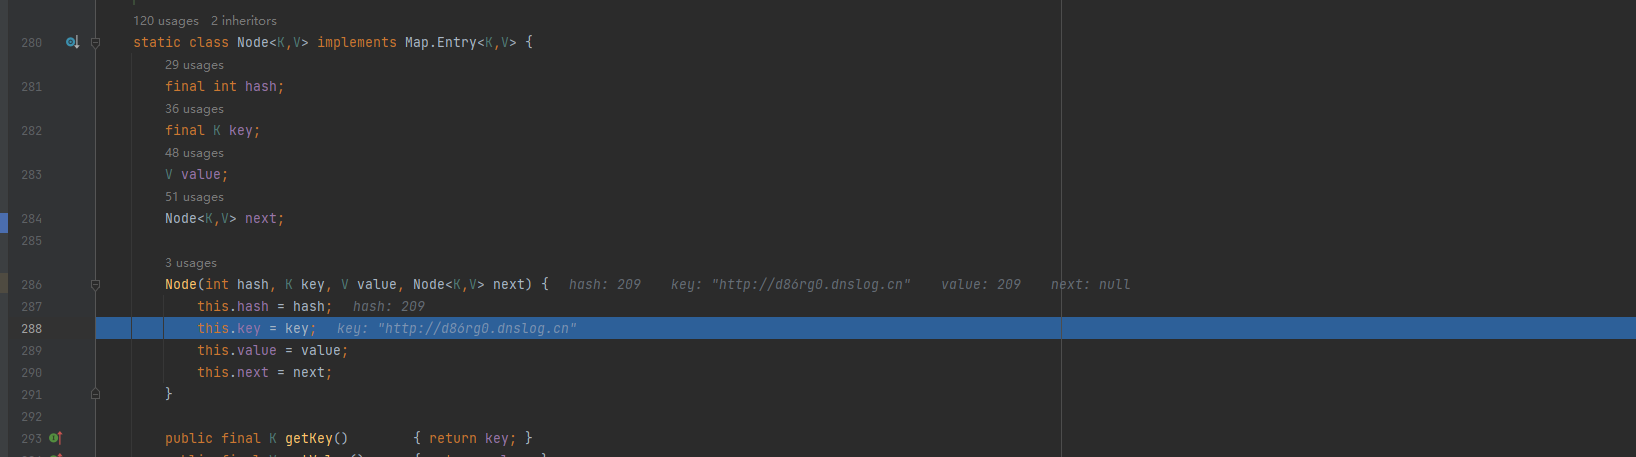 120 usages   2 inheritors
280 static class Node<K,V> implements Map.Entry<K,V> {
29 usages
281 final int hash;
36 usages
282 final K key;
48 usages
283 V value;
51 usages
284 Node<K,V> next;
285
3 usages
286 Node(int hash, K key, V value, Node<K,V> next) {   hash: 209   key: "http://d86rg0.dnslog.cn"   value: 209   next: null
287 this.hash = hash;   hash: 209
288 this.key = key;   key: "http://d86rg0.dnslog.cn"
289 this.value = value;
290 this.next = next;
291 }
292
293 public final K getKey()        { return key; }